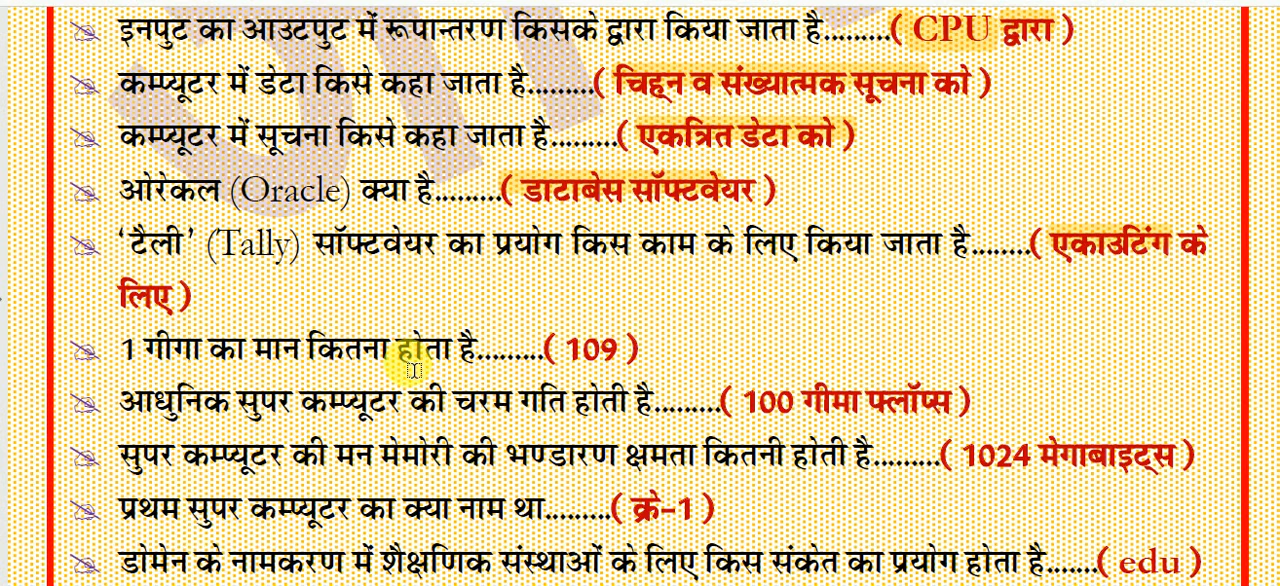 इनपुट का आउटपुट में रूपान्तरण किसके द्वारा किया जाता है.........( CPU द्वारा )
कम्प्यूटर में डेटा किसे कहा जाता है.........( चिह्न व संख्यात्मक सूचना को )
कम्प्यूटर में सूचना किसे कहा जाता है.........( एकत्रित डेटा को )
ओरेकल (Oracle) क्या है.........( डाटाबेस सॉफ्टवेयर )
‘टैली’ (Tally) सॉफ्टवेयर का प्रयोग किस काम के लिए किया जाता है........( एकाउटिंग के
लिए )
1 गीगा का मान कितना होता है.........( 109 )
आधुनिक सुपर कम्प्यूटर की चरम गति होती है.........( 100 गीमा फ्लॉप्स )
सुपर कम्प्यूटर की मन मेमोरी की भण्डारण क्षमता कितनी होती है.........( 1024 मेगाबाइट्स )
प्रथम सुपर कम्प्यूटर का क्या नाम था.........( क्रे-1 )
डोमेन के नामकरण में शैक्षणिक संस्थाओं के लिए किस संकेत का प्रयोग होता है.......( edu )